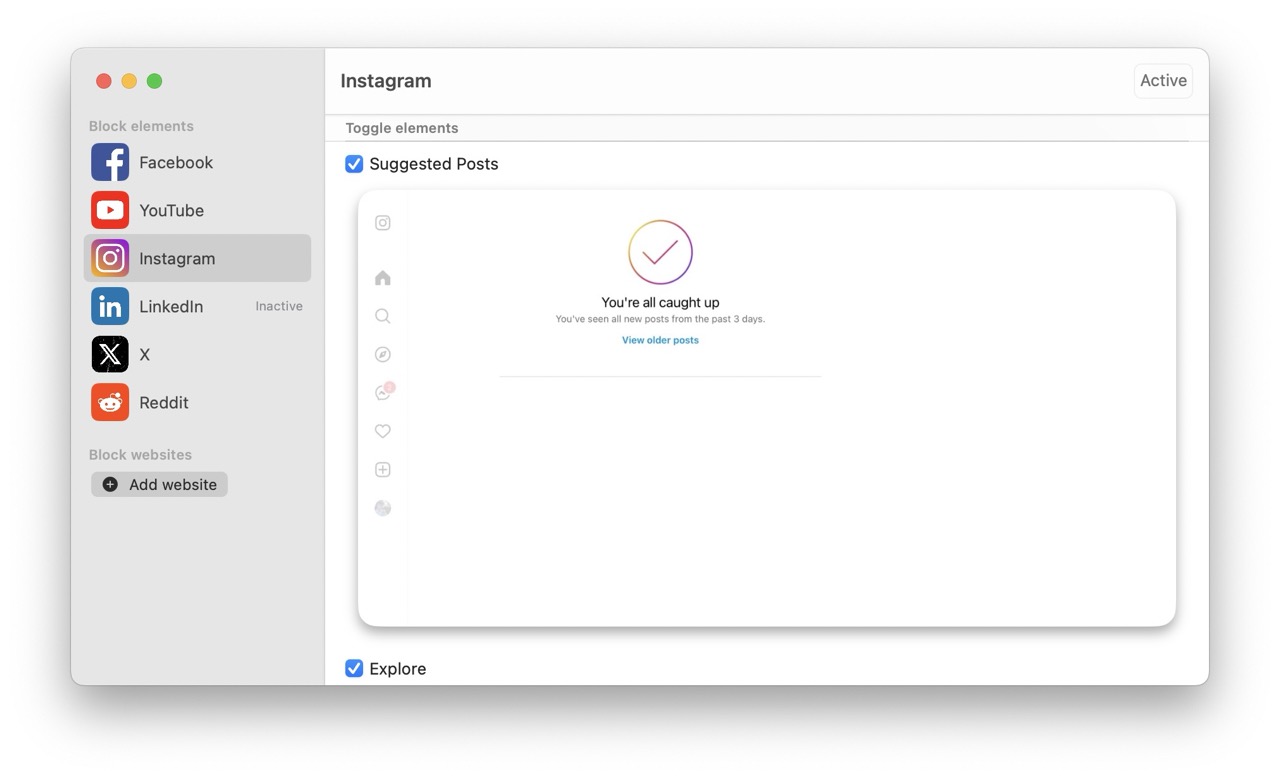 Instagram
Active
Block elements
Facebook
YouTube
Instagram
LinkedIn
Inactive
X
Reddit
Block websites
Add website
Toggle elements
Suggested Posts
You're all caught up
You've seen all new posts from the past 3 days.
View older posts
Explore